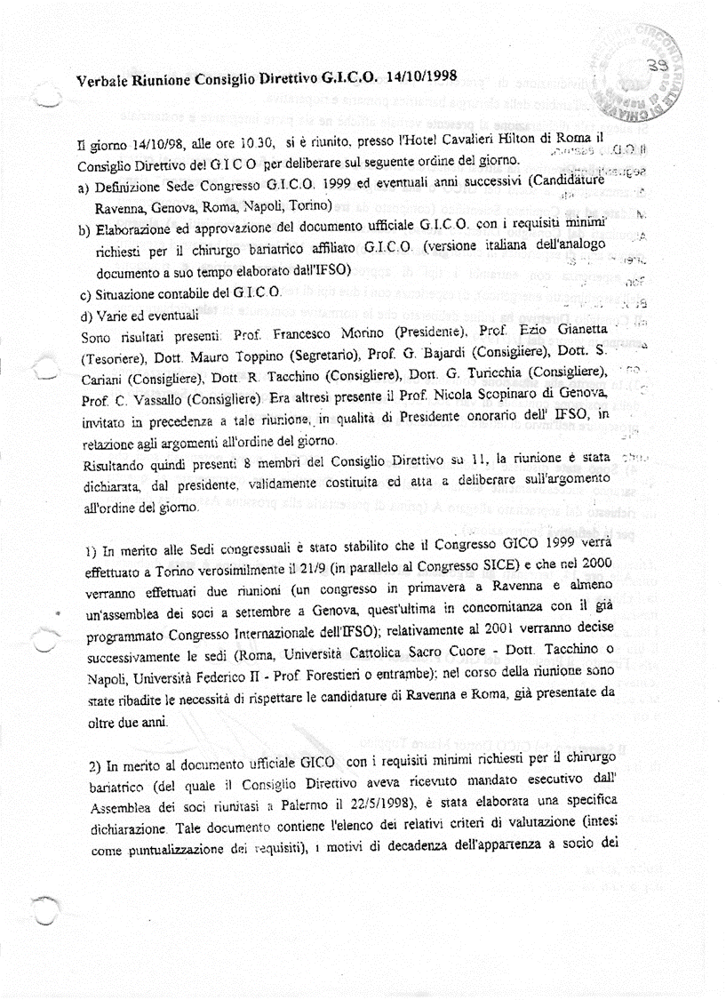 39
Verbale Riunione Consiglio Direttivo G.I.C.O. 14/10/1998
Il giorno 14/10/98, alle ore 10.30, si è riunito, presso l'Hotel Cavalieri Hilton di Roma il
Consiglio Direttivo del G I C O per deliberare sul seguente ordine del giorno.
a) Definizione Sede Congresso G.I.C.O. 1999 ed eventuali anni successivi (Candidature
Ravenna, Genova, Roma, Napoli, Torino)
b) Elaborazione ed approvazione del documento ufficiale G.I.C.O. con i requisiti minimi
richiesti per il chirurgo bariatrico affiliato G.I.C.O. (versione italiana dell'analogo
documento a suo tempo elaborato dall'IFSO)
c) Situazione contabile del G.I.C.O.
d) Varie ed eventuali
Sono risultati presenti: Prof. Francesco Morino (Presidente), Prof. Ezio Gianetta
(Tesoriere), Dott. Mauro Toppino (Segretario), Prof. G. Bajardi (Consigliere), Dott. S.
Cariani (Consigliere), Dott R. Tacchino (Consigliere), Dott. G. Turicchia (Consigliere),
Prof. C. Vassallo (Consigliere) Era altresì presente il Prof. Nicola Scopinaro di Genova,
invitato in precedenza a tale riunione, in qualità di Presidente onorario dell' IFSO, in
relazione agli argomenti all'ordine del giorno.
Risultando quindi presenti 8 membri del Consiglio Direttivo su 11, la riunione è stata
dichiarata, dal presidente, validamente costituita ed atta a deliberare sull'argomento
all'ordine del giorno.
1) In merito alle Sedi congressuali è stato stabilito che il Congresso GICO 1999 verrà
effettuato a Torino verosimilmente il 21/9 (in parallelo al Congresso SICE) e che nel 2000
verranno effettuati due riunioni (un congresso in primavera a Ravenna e almeno
un'assemblea dei soci a settembre a Genova, quest'ultima in concomitanza con il già
programmato Congresso Internazionale dell'IFSO); relativamente al 2001 verranno decise
successivamente le sedi (Roma, Università Cattolica Sacro Cuore - Dott. Tacchino o
Napoli, Università Federico II - Prof Forestieri o entrambe); nel corso della riunione sono
state ribadite le necessità di rispettare le candidature di Ravenna e Roma, già presentate da
oltre due anni.
2) In merito al documento ufficiale GICO con i requisiti minimi richiesti per il chirurgo
bariatrico (del quale il Consiglio Direttivo aveva ricevuto mandato esecutivo dall'
Assemblea dei soci riunitasi a Palermo il 22/5/1998), è stata elaborata una specifica
dichiarazione. Tale documento contiene l'elenco dei relativi criteri di valutazione (intesi
come puntualizzazione dei requisiti), i motivi di decadenza dell'appartenza a socio dei